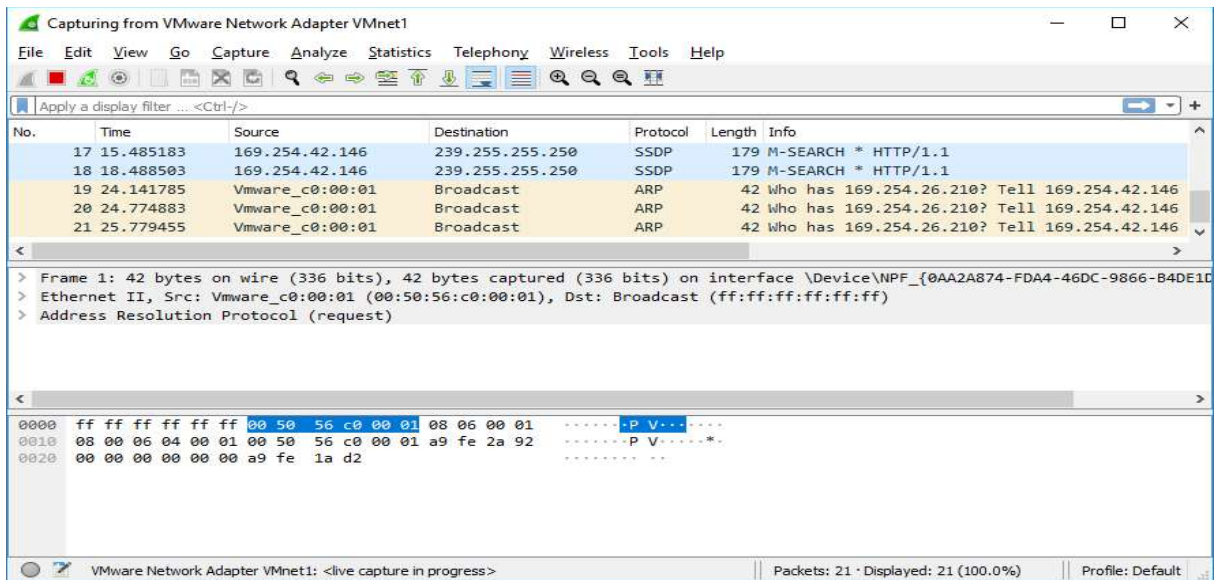 Capturing from VMware Network Adapter VMnet1
File Edit View Go Capture Analyze Statistics Telephony Wireless Tools Help
Apply a display filter ... <Ctrl-/>
No. Time Source Destination Protocol Length Info
17 15.485183 169.254.42.146 239.255.255.250 SSDP 179 M-SEARCH * HTTP/1.1
18 18.488503 169.254.42.146 239.255.255.250 SSDP 179 M-SEARCH * HTTP/1.1
19 24.141785 Vmware_c0:00:01 Broadcast ARP 42 Who has 169.254.26.210? Tell 169.254.42.146
20 24.774883 Vmware_c0:00:01 Broadcast ARP 42 Who has 169.254.26.210? Tell 169.254.42.146
21 25.779455 Vmware_c0:00:01 Broadcast ARP 42 Who has 169.254.26.210? Tell 169.254.42.146
> Frame 1: 42 bytes on wire (336 bits), 42 bytes captured (336 bits) on interface \Device\NPF_{0AA2A874-FDA4-46DC-9866-B4DE1D
> Ethernet II, Src: Vmware_c0:00:01 (00:50:56:c0:00:01), Dst: Broadcast (ff:ff:ff:ff:ff:ff)
> Address Resolution Protocol (request)
0000 ff ff ff ff ff ff 00 50 56 c0 00 01 08 06 00 01 ·······P V·······
0010 08 00 06 04 00 01 00 50 56 c0 00 01 a9 fe 2a 92 ·······P V·····*·
0020 00 00 00 00 00 00 a9 fe 1a d2 ········ ··
VMware Network Adapter VMnet1: <live capture in progress> Packets: 21 · Displayed: 21 (100.0%) Profile: Default